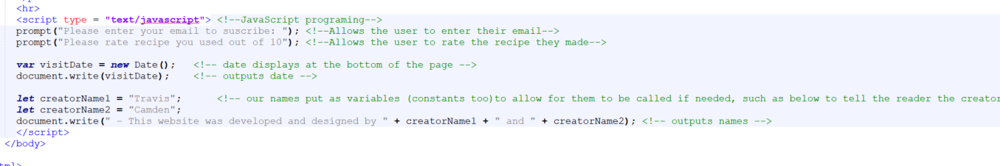 <hr>
<script type = "text/javascript"> <!--JavaScript programing-->
prompt("Please enter your email to suscribe: "); <!--Allows the user to enter their email-->
prompt("Please rate recipe you used out of 10"); <!--Allows the user to rate the recipe they made-->
var visitDate = new Date();   <!-- date displays at the bottom of the page -->
document.write(visitDate);    <!-- outputs date -->
let creatorName1 = "Travis";      <!-- our names put as variables (constants too)to allow for them to be called if needed, such as below to tell the reader the creator
let creatorName2 = "Camden";
document.write(" - This website was developed and designed by " + creatorName1 + " and " + creatorName2); <!-- outputs names -->
</script>
</body>